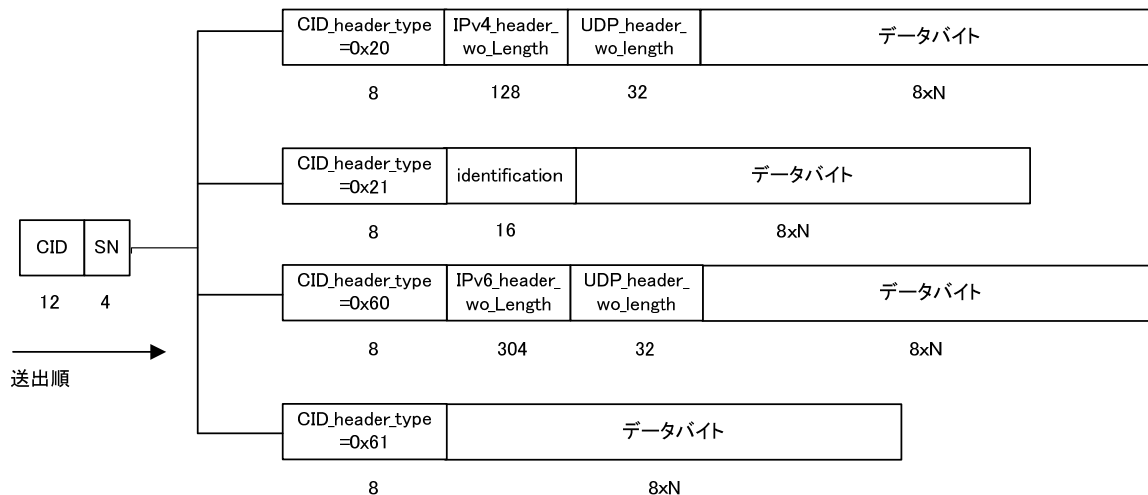 CID_header_type
=0x20
IPv4_header_
wo_Length
UDP_header_
wo_length
データバイト
8
128
32
8xN
CID_header_type
=0x21
identification
データバイト
8
16
8xN
CID
SN
12
4
送出順
CID_header_type
=0x60
IPv6_header_
wo_Length
UDP_header_
wo_length
データバイト
8
304
32
8xN
CID_header_type
=0x61
データバイト
8
8xN